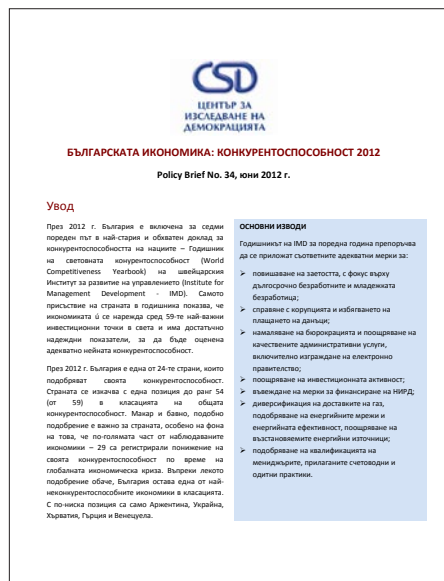 CSD
ЦЕНТЪР ЗА
ИЗСЛЕДВАНЕ НА
ДЕМОКРАЦИЯТА
БЪЛГАРСКАТА ИКОНОМИКА: КОНКУРЕНТОСПОСОБНОСТ 2012
Policy Brief No. 34, юни 2012 г.
Увод
През 2012 г. България е включена за седми
пореден път в най-стария и обхватен доклад за
конкурентоспособността на нациите – Годишник
на световната конкурентоспособност (World
Competitiveness Yearbook) на швейцарския
Институт за развитие на управлението (Institute for
Management Development - IMD). Самото
присъствие на страната в годишника показва, че
икономиката ѝ се нарежда сред 59-те най-важни
инвестиционни точки в света и има достатъчно
надеждни показатели, за да бъде оценена
адекватно нейната конкурентоспособност.
През 2012 г. България е една от 24-те страни, които
подобряват своята конкурентоспособност.
Страната се изкачва с една позиция до ранг 54
(от 59) в класацията на общата
конкурентоспособност. Макар и бавно, подобно
подобрение е важно за страната, особено на фона
на това, че по-голямата част от наблюдаваните
икономики – 29 са регистрирали понижение на
своята конкурентоспособност по време на
глобалната икономическа криза. Въпреки лекото
подобрение обаче, България остава една от най-
неконкурентоспособните икономики в класацията.
С по-ниска позиция са само Аржентина, Украйна,
Хърватия, Гърция и Венецуела.
ОСНОВНИ ИЗВОДИ
Годишникът на IMD за поредна година препоръчва
да се приложат съответните адекватни мерки за:
➢ повишаване на заетостта, с фокус върху
дългосрочно безработните и младежката
безработица;
➢ справяне с корупцията и избягването на
плащането на данъци;
➢ намаляване на бюрокрацията и поощряване на
качествените административни услуги,
включително изграждане на електронно
правителство;
➢ поощряване на инвестиционната активност;
➢ въвеждане на мерки за финансиране на НИРД;
➢ диверсификация на доставките на газ,
подобряване на енергийните мрежи и
енергийната ефективност, поощряване на
възстановяемите енергийни източници;
➢ подобряване на квалификацията на
мениджърите, прилаганите счетоводни и
одитни практики.